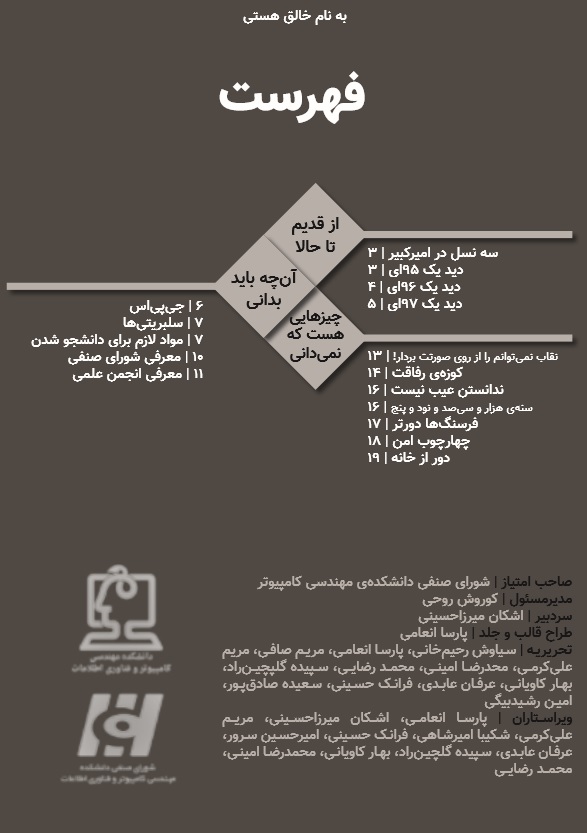 به نام خالق هستی
فهرست
از قدیم
تا حالا
سه نسل در امیرکبیر | ۳
دید یک ۹۵ای | ۳
دید یک ۹۶ای | ۴
دید یک ۹۷ای | ۵
آن‌چه باید
بدانی
۶ | جی‌پی‌اس
۷ | سلبریتی‌ها
۷ | مواد لازم برای دانشجو شدن
۱۰ | معرفی شورای صنفی
۱۱ | معرفی انجمن علمی
چیزهایی
هست که
نمی‌دانی
نقاب نمی‌توانم را از روی صورتت بردار! | ۱۳
کوزه‌ی رفاقت | ۱۴
ندانستن عیب نیست | ۱۶
سنه‌ی هزار و سی‌صد و نود و پنج | ۱۶
فرسنگ‌ها دورتر | ۱۷
چهارچوب امن | ۱۸
دور از خانه | ۱۹
صاحب امتیاز | شورای صنفی دانشکده‌ی مهندسی کامپیوتر
مدیرمسئول | کوروش روحی
سردبیر | اشکان میرزاحسینی
طراح قالب و جلد | پارسا انعامی
تحریریه | سیاوش رحیم‌خانی، پارسا انعامی، مریم صافی، مریم
علی‌کرمی، محدرضا امینی، محمد رضایی، سپیده گلپچین‌راد،
بهار کاویانی، عرفان عابدی، فرانک حسینی، سعیده صادق‌پور،
امین رشیدبیگی
ویراستاران | پارسا انعامی، اشکان میرزاحسینی، مریم
علی‌کرمی، شکیبا امیرشاهی، فرانک حسینی، امیرحسین سرور،
عرفان عابدی، سپیده گلچین‌راد، بهار کاویانی، محمدرضا امینی،
محمد رضایی
دانشکده مهندسی
کامپیوتر و فناوری اطلاعات
شورای صنفی دانشکده
مهندسی کامپیوتر و فناوری اطلاعات